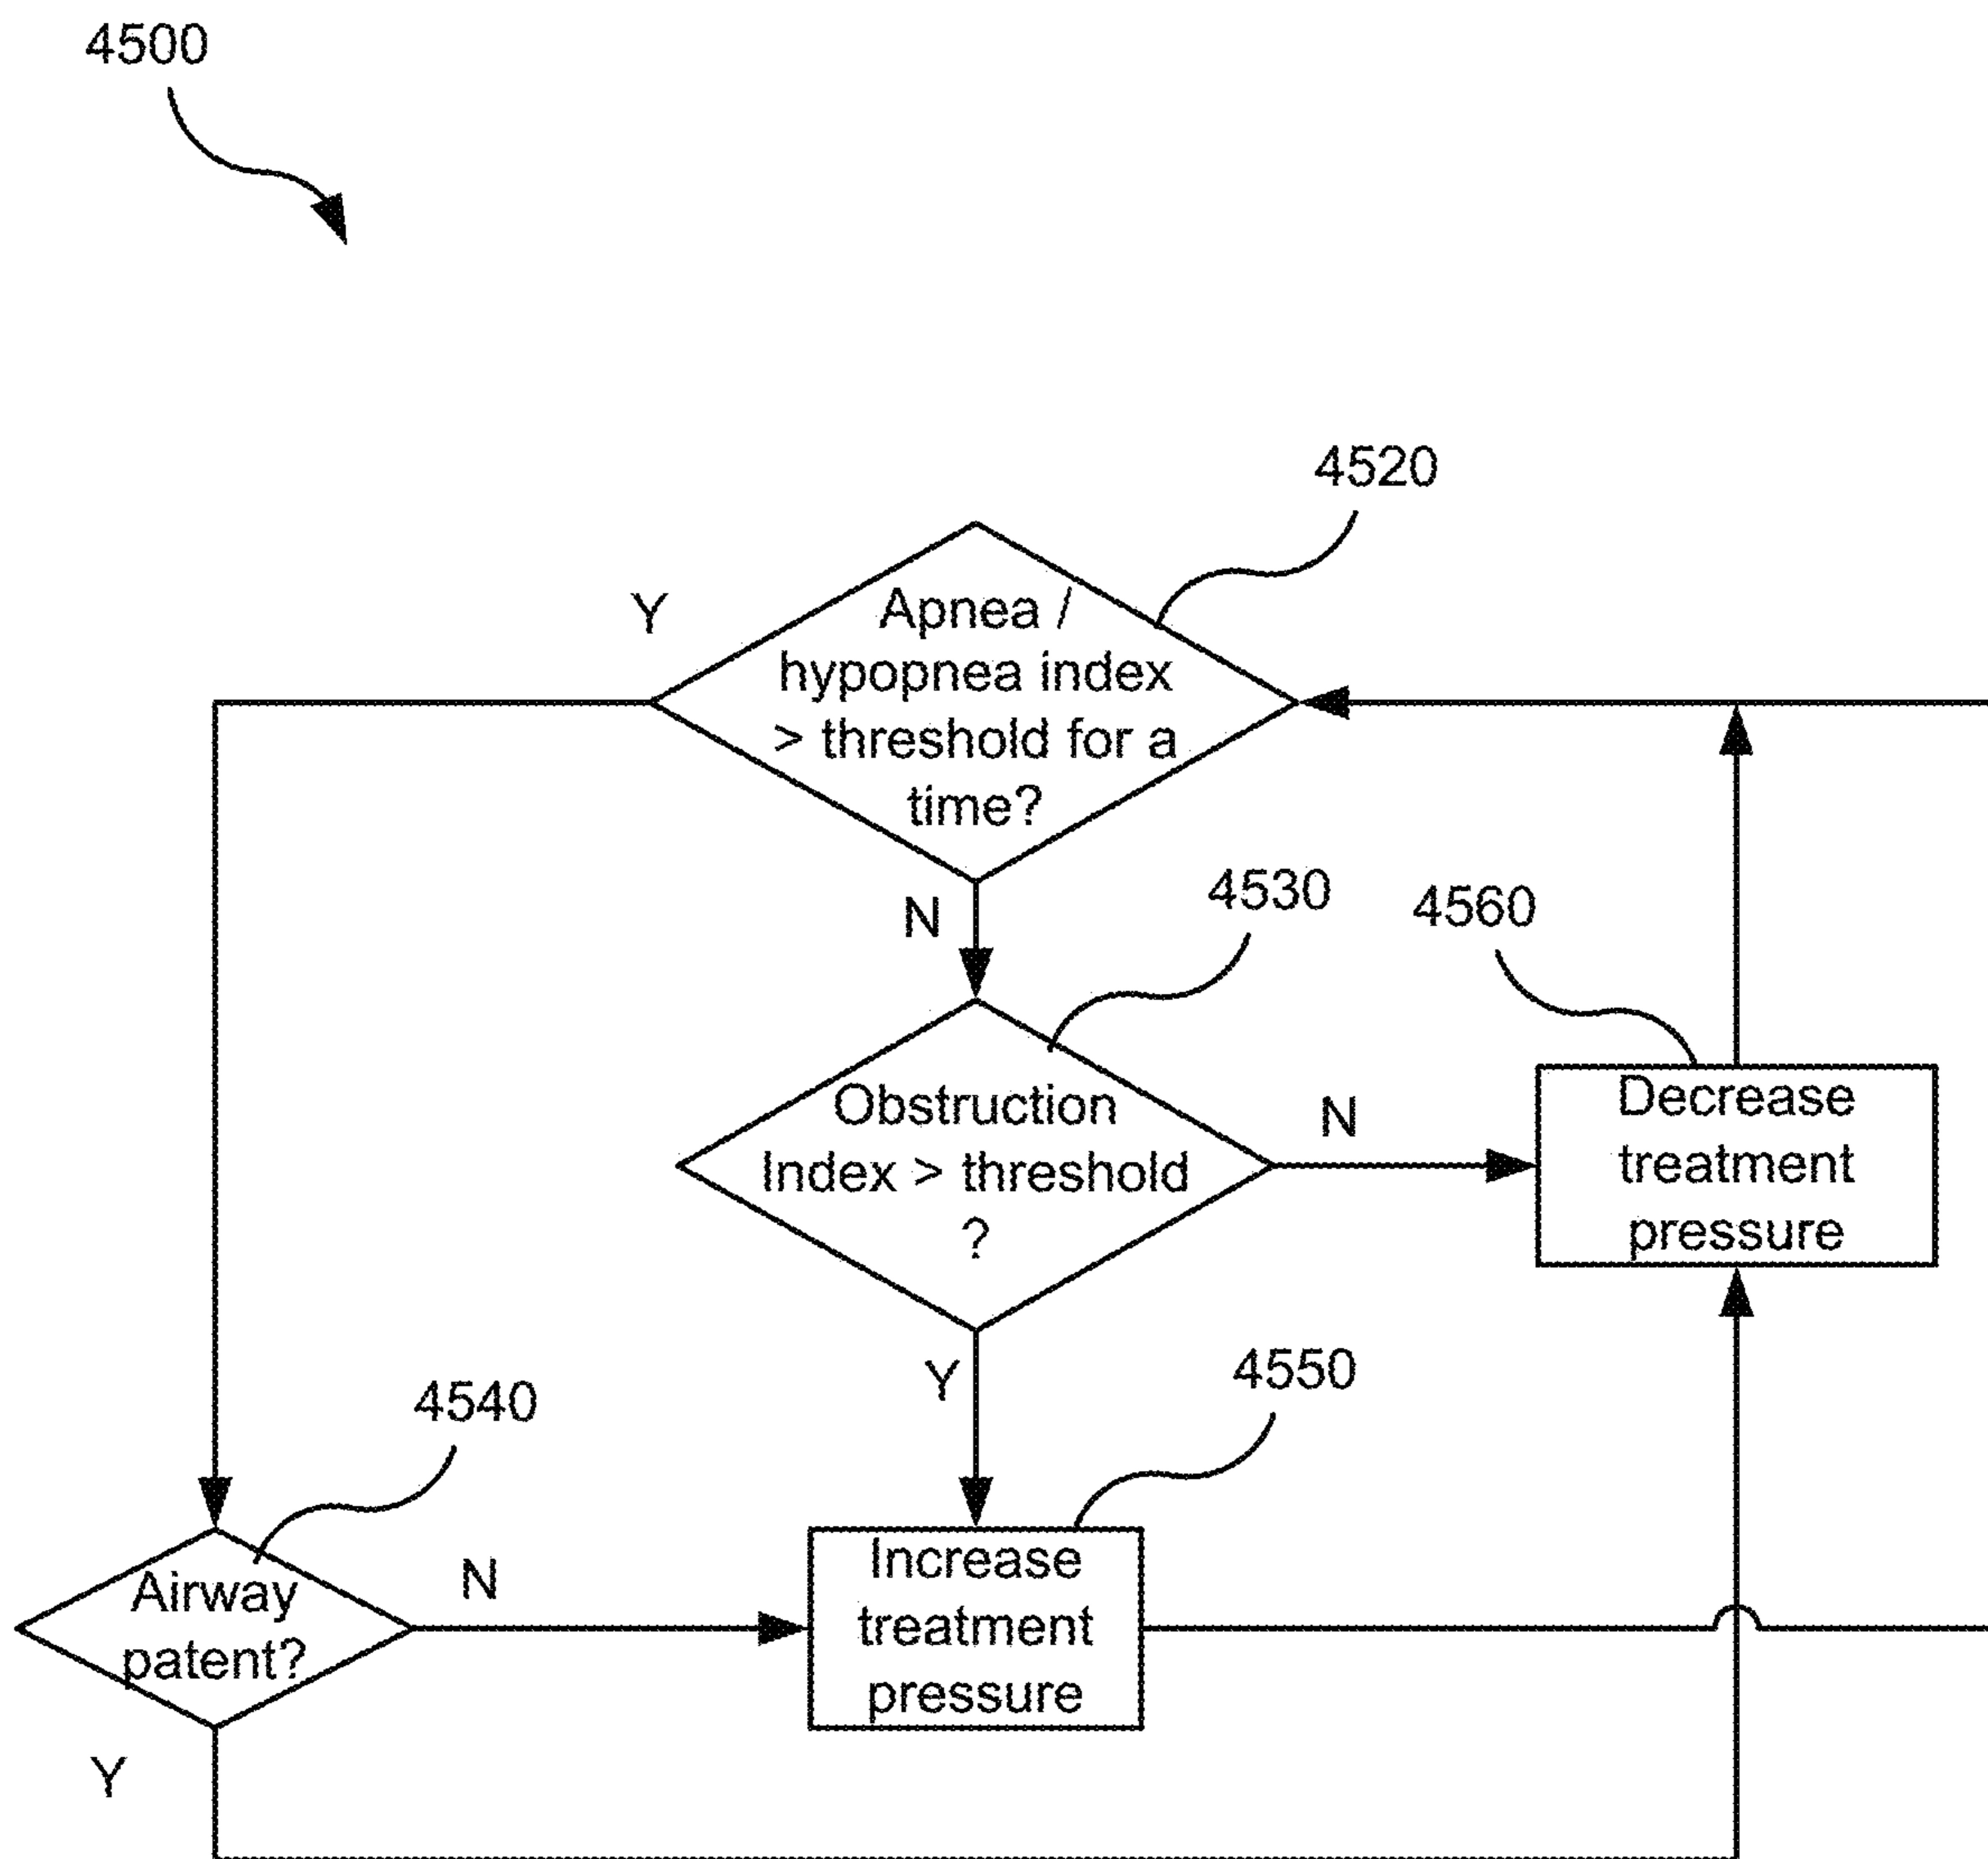 4500
4520
Y
Apnea /
hypopnea index
> threshold for a
time?
N
4530
4560
Obstruction
Index > threshold
?
N
Decrease
treatment
pressure
Y
4550
4540
Airway
patent?
N
Increase
treatment
pressure
Y